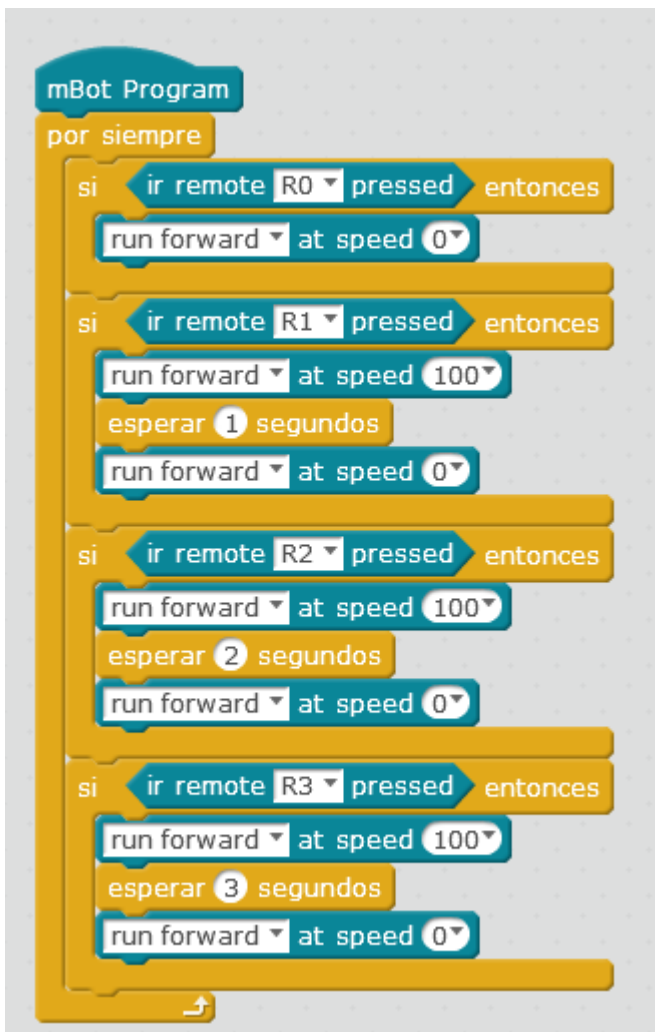 mBot Program
por siempre
si ir remote R0 pressed entonces
run forward at speed 0
si ir remote R1 pressed entonces
run forward at speed 100
esperar 1 segundos
run forward at speed 0
si ir remote R2 pressed entonces
run forward at speed 100
esperar 2 segundos
run forward at speed 0
si ir remote R3 pressed entonces
run forward at speed 100
esperar 3 segundos
run forward at speed 0